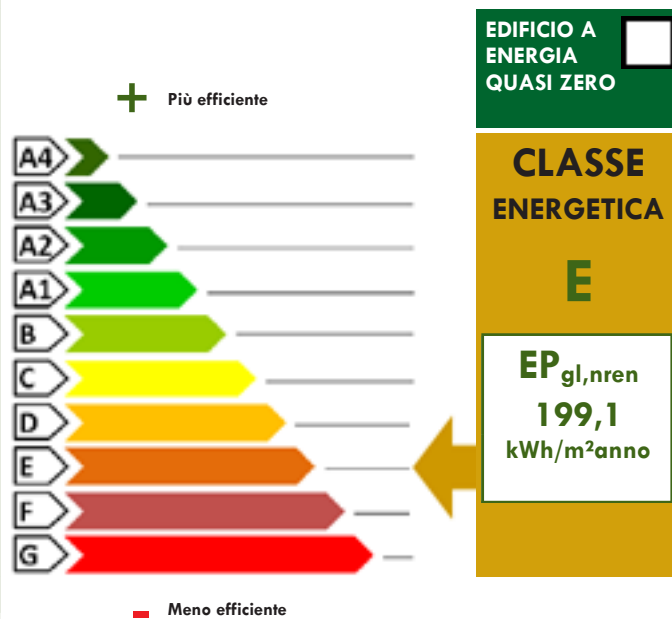 EDIFICIO A
ENERGIA
QUASI ZERO
+ Più efficiente
A4
A3
A2
A1
B
C
D
E
F
G
- Meno efficiente
CLASSE
ENERGETICA
E
EPgl,nren
199,1
kWh/m²anno